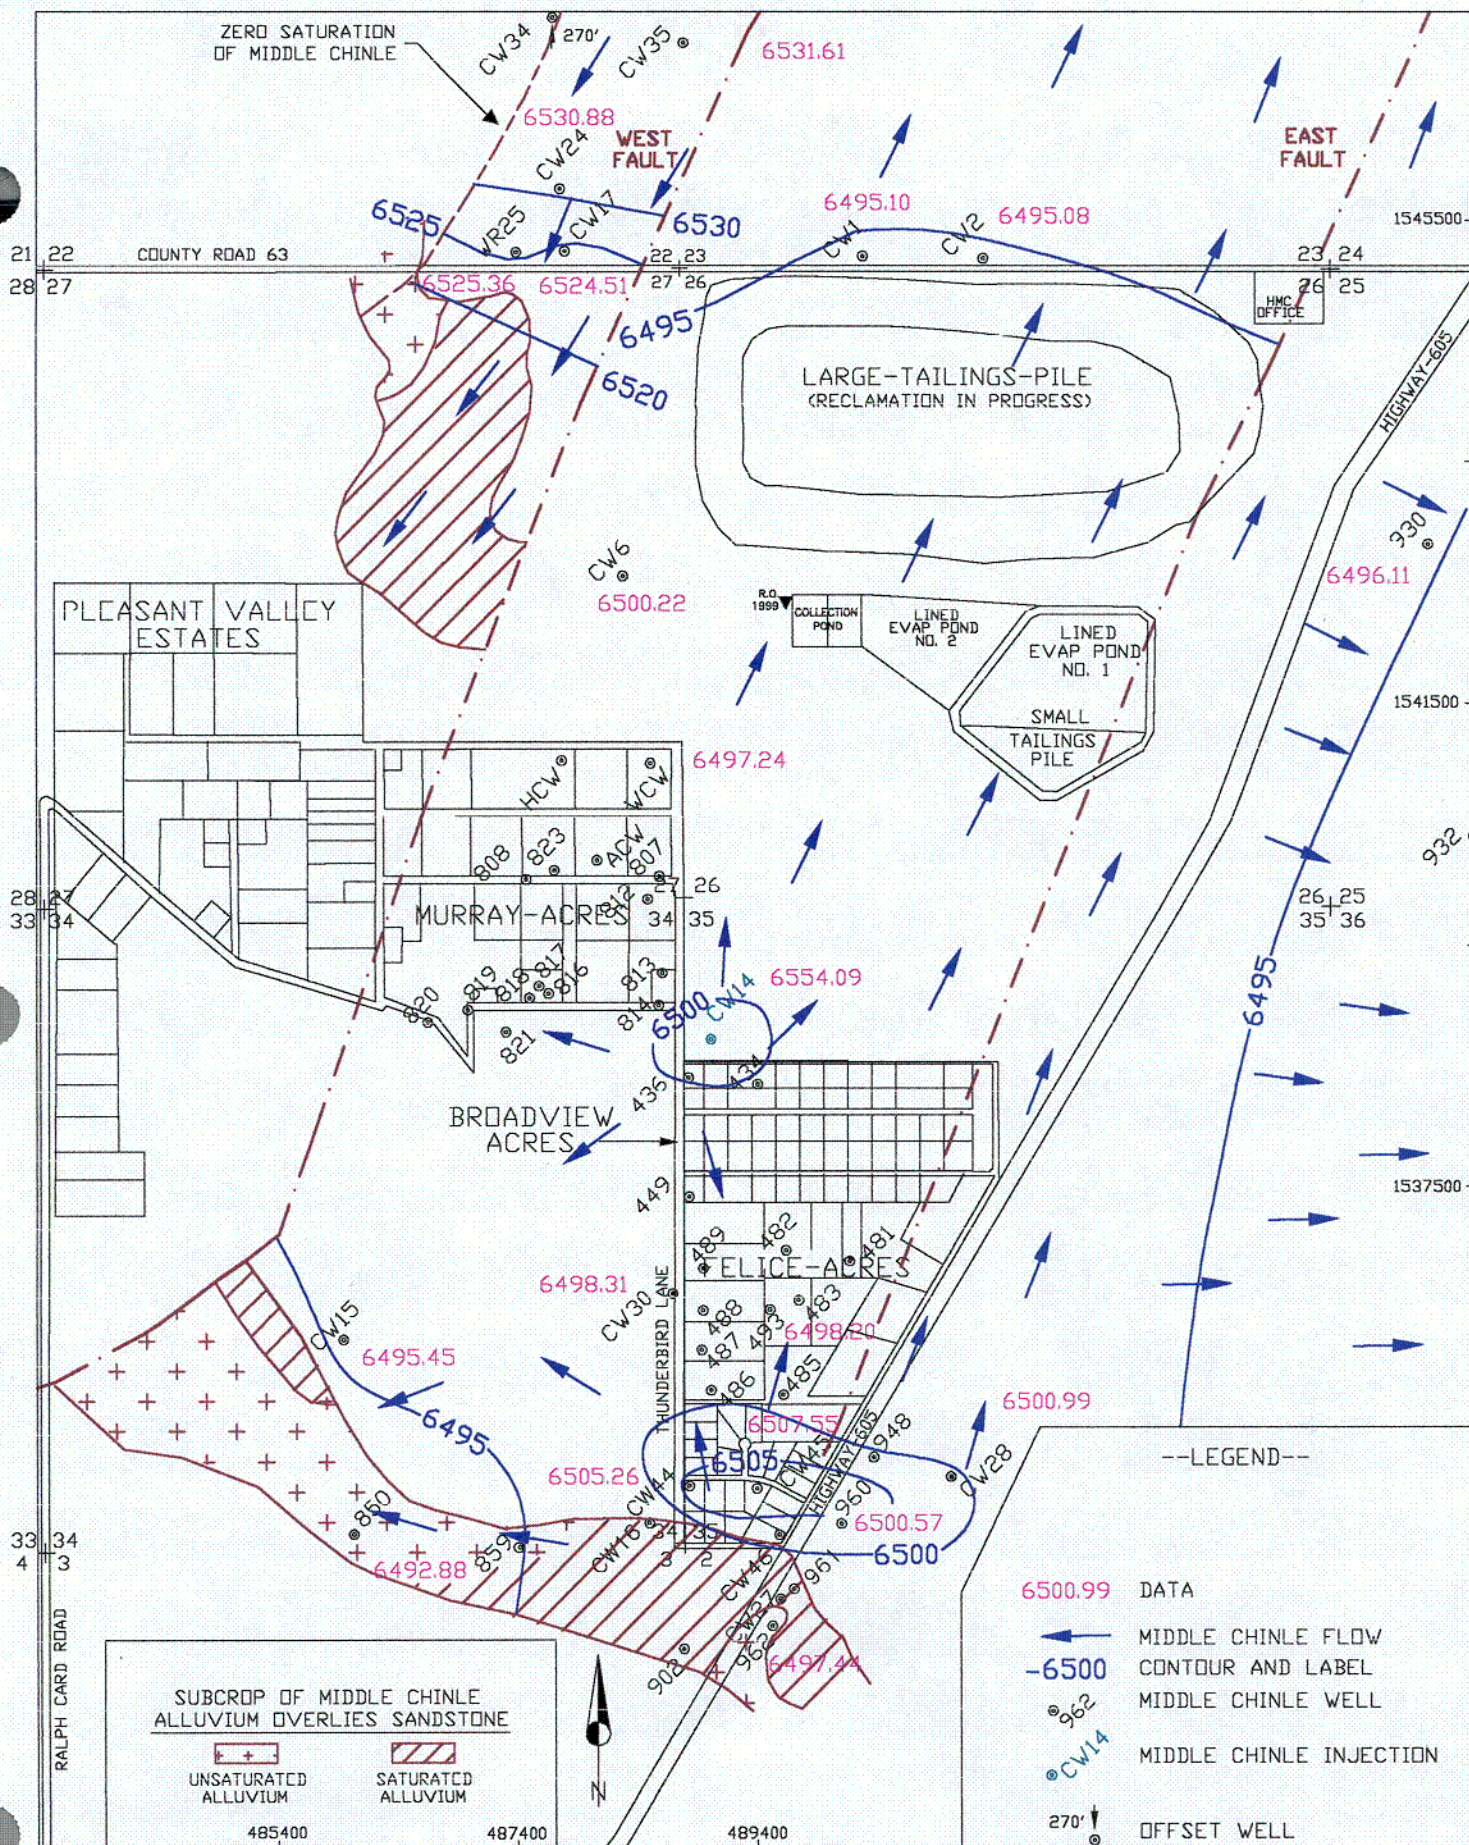 ZERO SATURATION
OF MIDDLE CHINLE
CW34
270'
CW35
6531.61
6530.88
WEST
FAULT
EAST
FAULT
CW24
6525
WR25
CW17
6530
6495.10
CW1
CW2
6495.08
1545500
21 22
28 27
COUNTY ROAD 63
22 23
27 26
23 24
26 25
6525.36
6524.51
6495
6520
HMC
OFFICE
HIGHWAY-605
LARGE-TAILINGS-PILE
(RECLAMATION IN PROGRESS)
930
6496.11
CW6
6500.22
R.O.
1999
COLLECTION
POND
LINED
EVAP POND
NO. 2
LINED
EVAP POND
NO. 1
SMALL
TAILINGS
PILE
PLEASANT VALLEY
ESTATES
1541500
6497.24
HCW
WCW
808
823
ACW
807
812
932
28 27
33 34
MURRAY-ACRES
27 26
34 35
26 25
35 36
820
819
818
817
816
813
814
821
6500
CW14
6554.09
6495
436
434
BROADVIEW
ACRES
449
1537500
489
482
481
FELICE-ACRES
6498.31
CW30
THUNDERBIRD LANE
488
493
483
6498.20
487
486
485
CW15
6495.45
6495
6507.55
6505
CW45
HIGHWAY-605
948
6500.99
CW28
6505.26
CW44
960
6500.57
6500
850
6492.88
859
CW16
34 35
3 2
33 34
4 3
CW46
961
CW27
962
6497.44
902
RALPH CARD ROAD
SUBCROP OF MIDDLE CHINLE
ALLUVIUM OVERLIES SANDSTONE
UNSATURATED
ALLUVIUM
SATURATED
ALLUVIUM
N
485400
487400
489400
--LEGEND--
6500.99 DATA
MIDDLE CHINLE FLOW
-6500 CONTOUR AND LABEL
962 MIDDLE CHINLE WELL
CW14 MIDDLE CHINLE INJECTION
270' OFFSET WELL